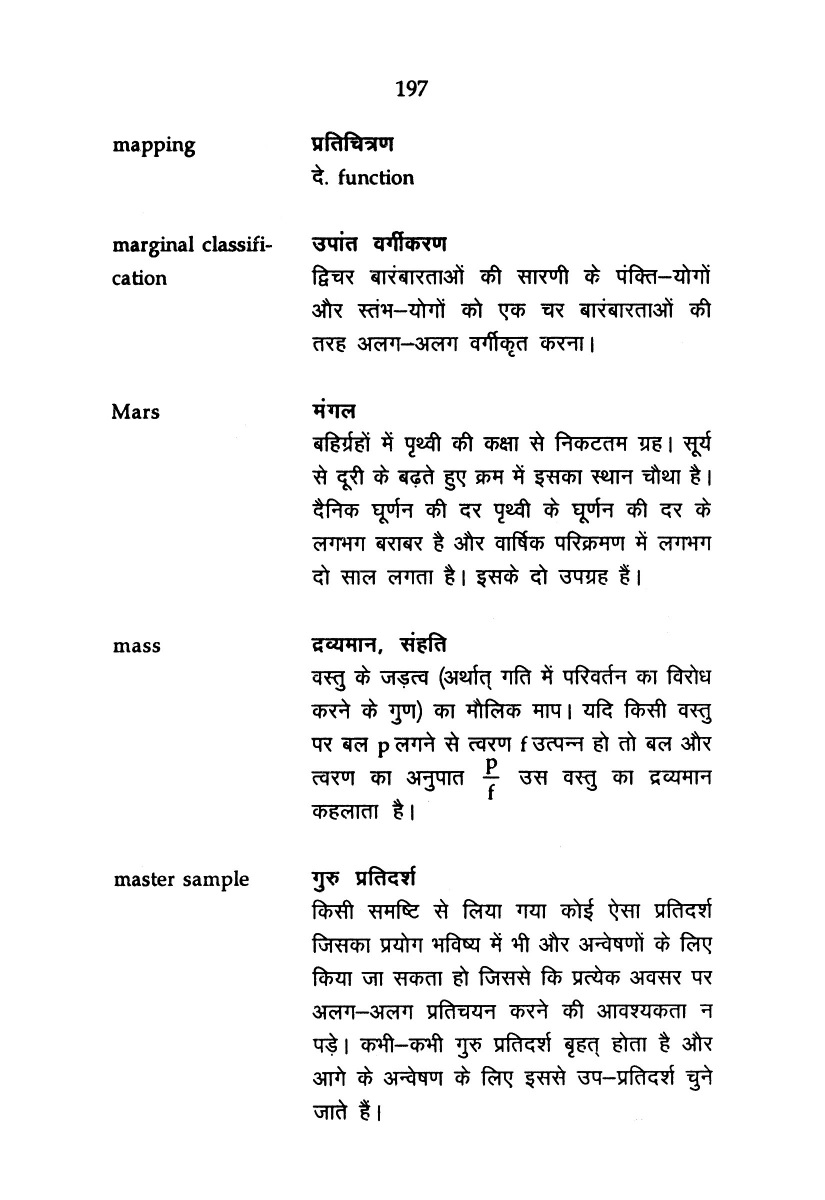 197
mapping प्रतिचित्रण
दे. function
marginal classifi- उपांत वर्गीकरण
cation द्विचर बारंबारताओं की सारणी के पंक्ति–योगों
और स्तंभ–योगों को एक चर बारंबारताओं की
तरह अलग–अलग वर्गीकृत करना।
Mars मंगल
बहिर्ग्रहों में पृथ्वी की कक्षा से निकटतम ग्रह। सूर्य
से दूरी के बढ़ते हुए क्रम में इसका स्थान चौथा है।
दैनिक घूर्णन की दर पृथ्वी के घूर्णन की दर के
लगभग बराबर है और वार्षिक परिक्रमण में लगभग
दो साल लगता है। इसके दो उपग्रह हैं।
mass द्रव्यमान, संहति
वस्तु के जड़त्व (अर्थात् गति में परिवर्तन का विरोध
करने के गुण) का मौलिक माप। यदि किसी वस्तु
पर बल p लगने से त्वरण f उत्पन्न हो तो बल और
त्वरण का अनुपात p/f उस वस्तु का द्रव्यमान
कहलाता है।
master sample गुरु प्रतिदर्श
किसी समष्टि से लिया गया कोई ऐसा प्रतिदर्श
जिसका प्रयोग भविष्य में भी और अन्वेषणों के लिए
किया जा सकता हो जिससे कि प्रत्येक अवसर पर
अलग–अलग प्रतिचयन करने की आवश्यकता न
पड़े। कभी–कभी गुरु प्रतिदर्श बृहत् होता है और
आगे के अन्वेषण के लिए इससे उप–प्रतिदर्श चुने
जाते हैं।